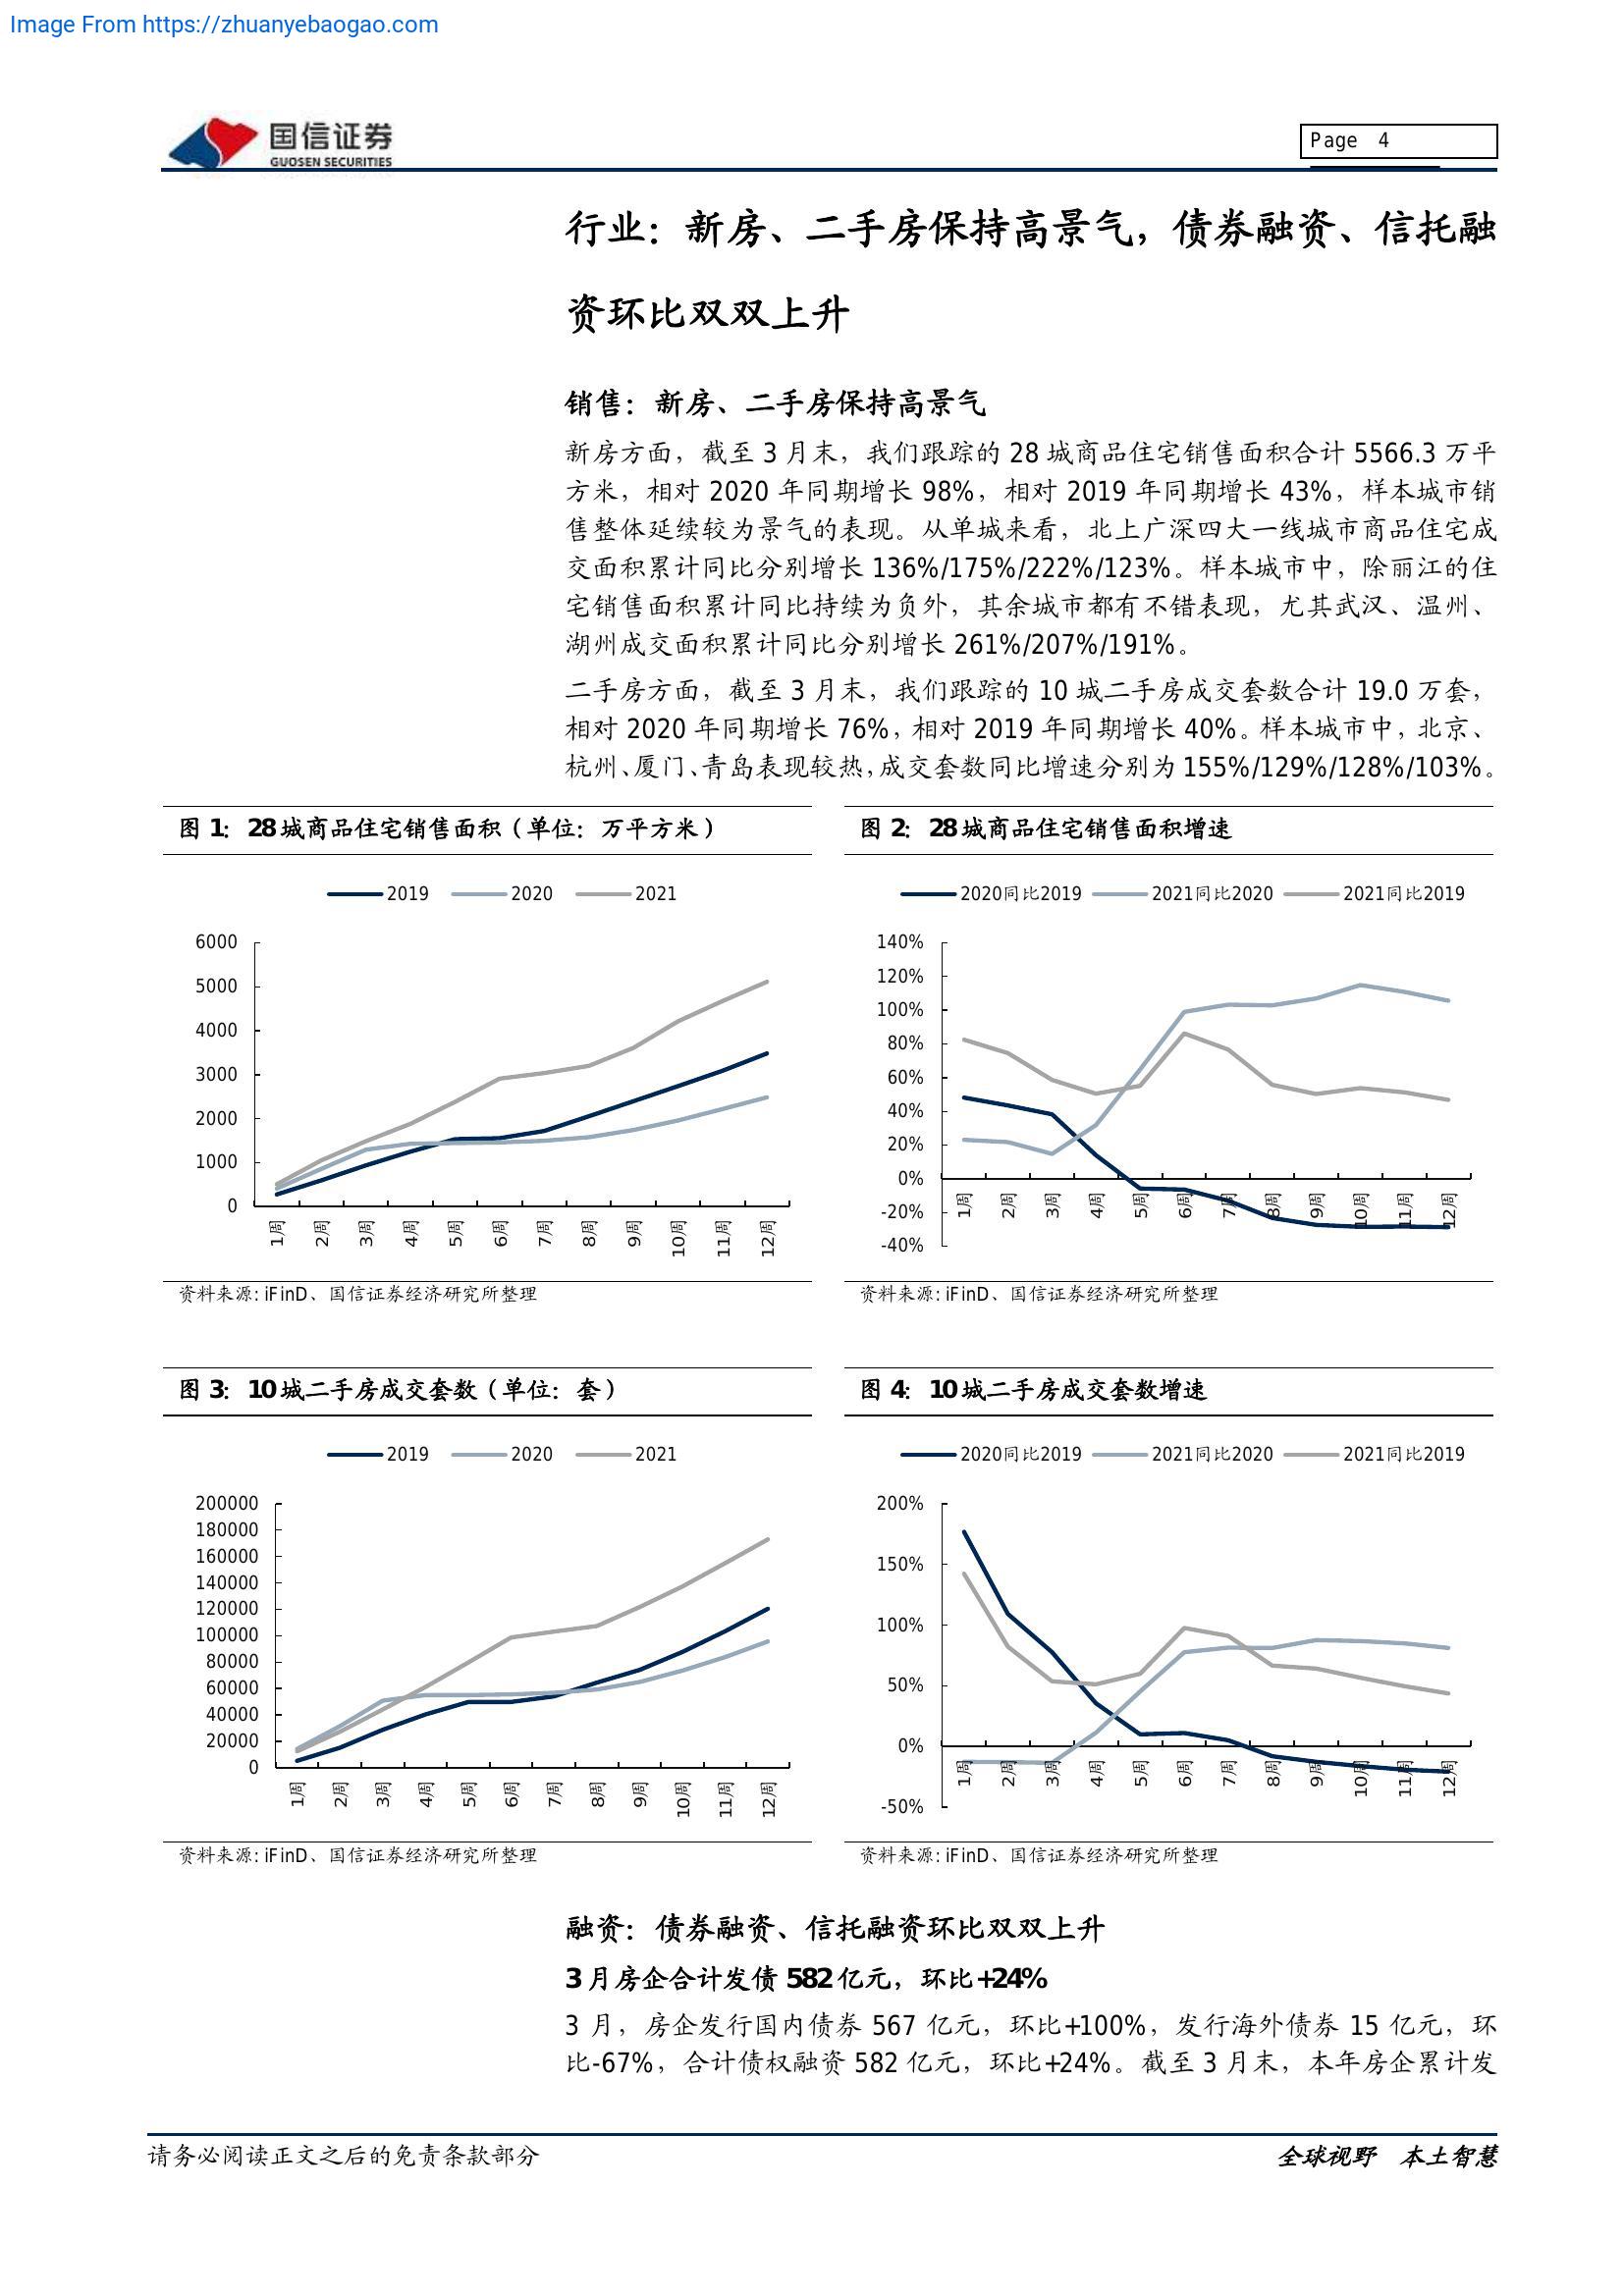 Image From https://zhuanyebaogao.com
国信证券
GUOSEN SECURITIES
Page 4
行业：新房、二手房保持高景气，债券融资、信托融
资环比双双上升
销售：新房、二手房保持高景气
新房方面，截至 3 月末，我们跟踪的 28 城商品住宅销售面积合计 5566.3 万平
方米，相对 2020 年同期增长 98%，相对 2019 年同期增长 43%，样本城市销
售整体延续较为景气的表现。从单城来看，北上广深四大一线城市商品住宅成
交面积累计同比分别增长 136%/175%/222%/123%。样本城市中，除丽江的住
宅销售面积累计同比持续为负外，其余城市都有不错表现，尤其武汉、温州、
湖州成交面积累计同比分别增长 261%/207%/191%。
二手房方面，截至 3 月末，我们跟踪的 10 城二手房成交套数合计 19.0 万套，
相对 2020 年同期增长 76%，相对 2019 年同期增长 40%。样本城市中，北京、
杭州、厦门、青岛表现较热，成交套数同比增速分别为 155%/129%/128%/103%。
图 1：28 城商品住宅销售面积（单位：万平方米）
2019 2020 2021
6000
5000
4000
3000
2000
1000
0
1周 2周 3周 4周 5周 6周 7周 8周 9周 10周 11周 12周
资料来源: iFinD、国信证券经济研究所整理
图 2：28 城商品住宅销售面积增速
2020同比2019 2021同比2020 2021同比2019
140%
120%
100%
80%
60%
40%
20%
0%
-20%
-40%
1周 2周 3周 4周 5周 6周 7周 8周 9周 10周 11周 12周
资料来源: iFinD、国信证券经济研究所整理
图 3：10 城二手房成交套数（单位：套）
2019 2020 2021
200000
180000
160000
140000
120000
100000
80000
60000
40000
20000
0
1周 2周 3周 4周 5周 6周 7周 8周 9周 10周 11周 12周
资料来源: iFinD、国信证券经济研究所整理
图 4：10 城二手房成交套数增速
2020同比2019 2021同比2020 2021同比2019
200%
150%
100%
50%
0%
-50%
1周 2周 3周 4周 5周 6周 7周 8周 9周 10周 11周 12周
资料来源: iFinD、国信证券经济研究所整理
融资：债券融资、信托融资环比双双上升
3 月房企合计发债 582 亿元，环比+24%
3 月，房企发行国内债券 567 亿元，环比+100%，发行海外债券 15 亿元，环
比-67%，合计债权融资 582 亿元，环比+24%。截至 3 月末，本年房企累计发
请务必阅读正文之后的免责条款部分
全球视野 本土智慧